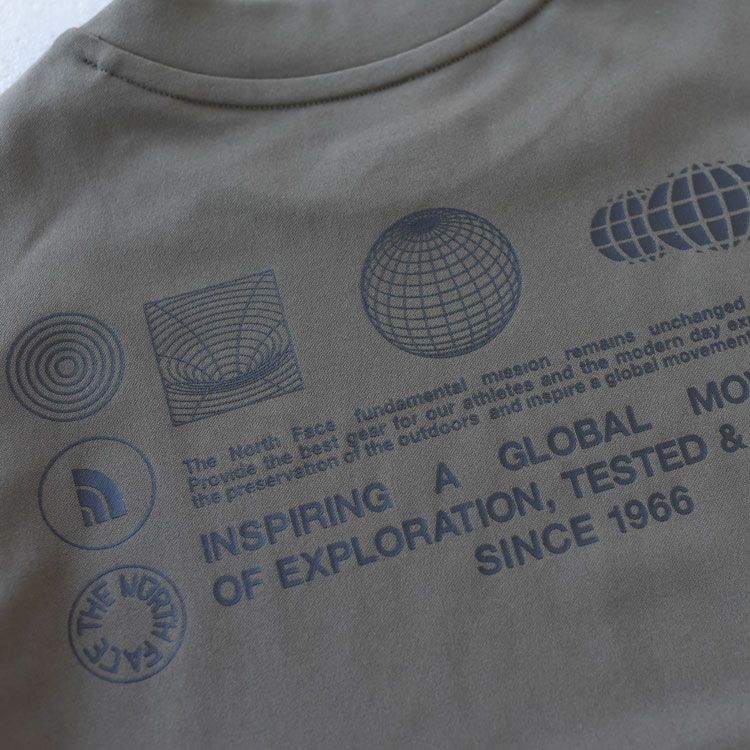 The North Face fundamental mission remains unchanged
Provide the best gear for our athletes and the modern day
the preservation of the outdoors and inspire a global movement
INSPIRING A GLOBAL
OF EXPLORATION, TESTED &
SINCE 1966
THE NORTH FACE